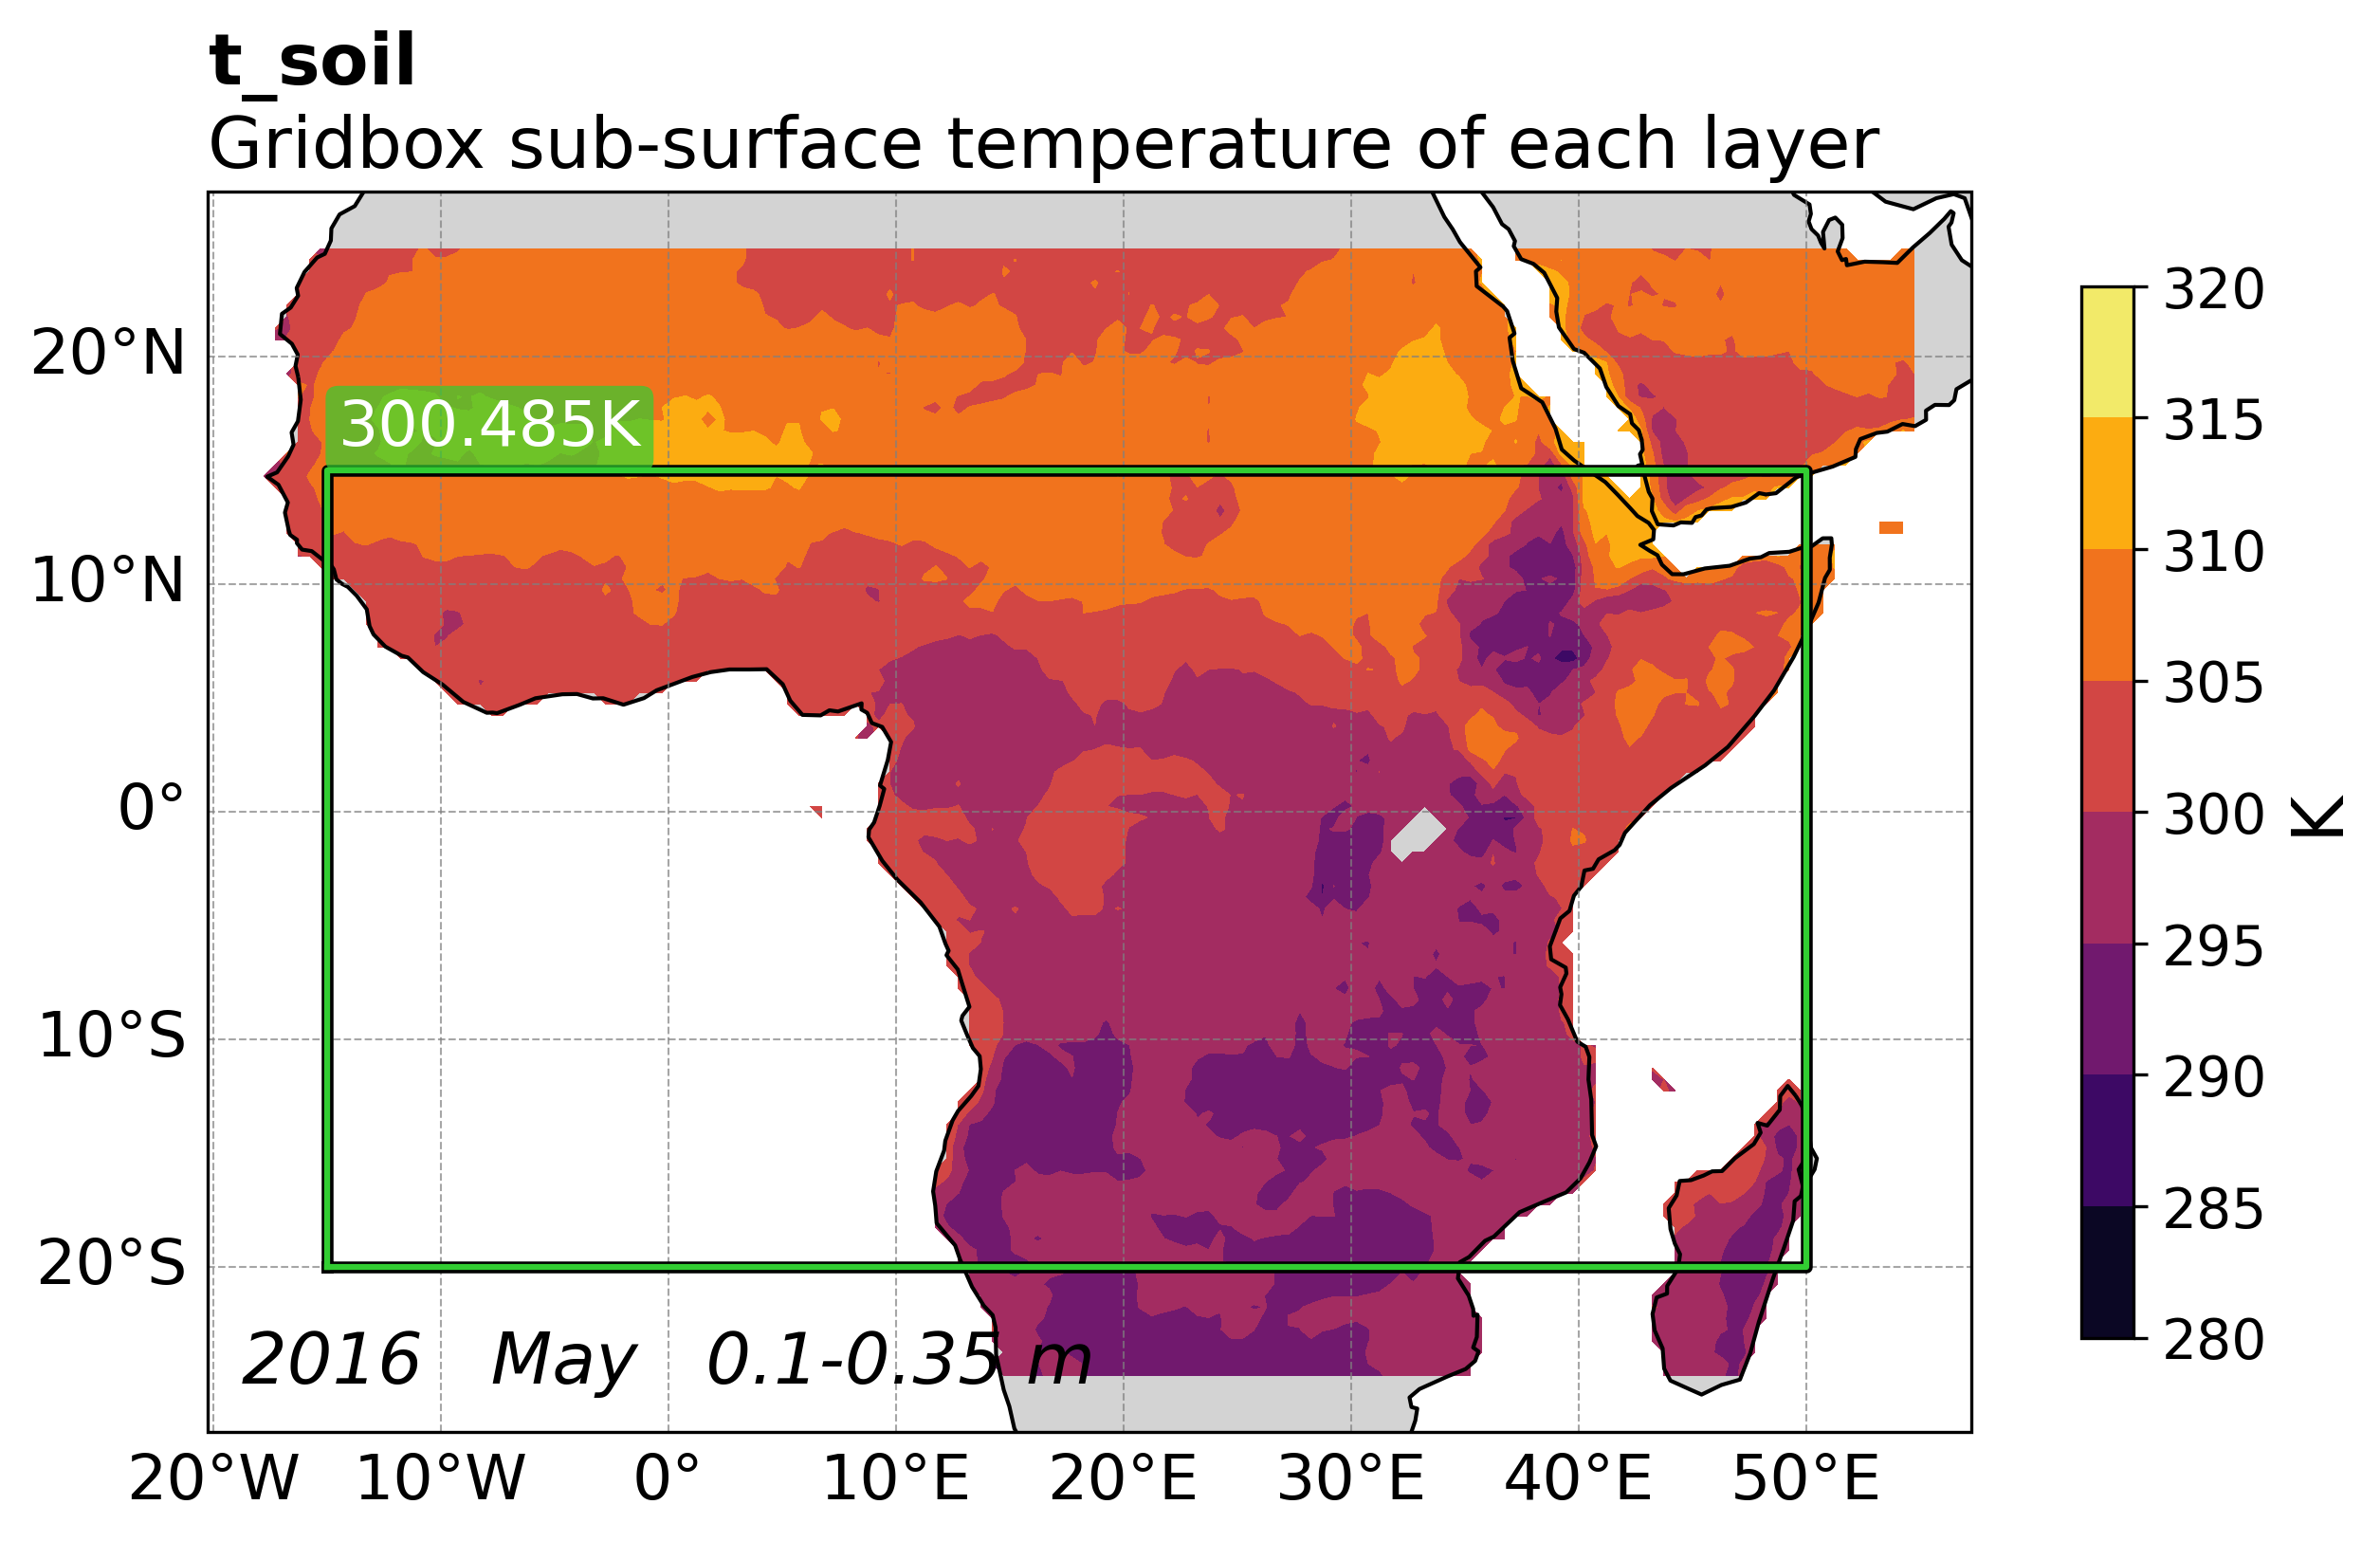 t_soil
Gridbox sub-surface temperature of each layer
20°N
10°N
0°
10°S
20°S
300.485K
2016 May 0.1-0.35 m
20°W 10°W 0° 10°E 20°E 30°E 40°E 50°E
320
315
310
305
300
295
290
285
280
K